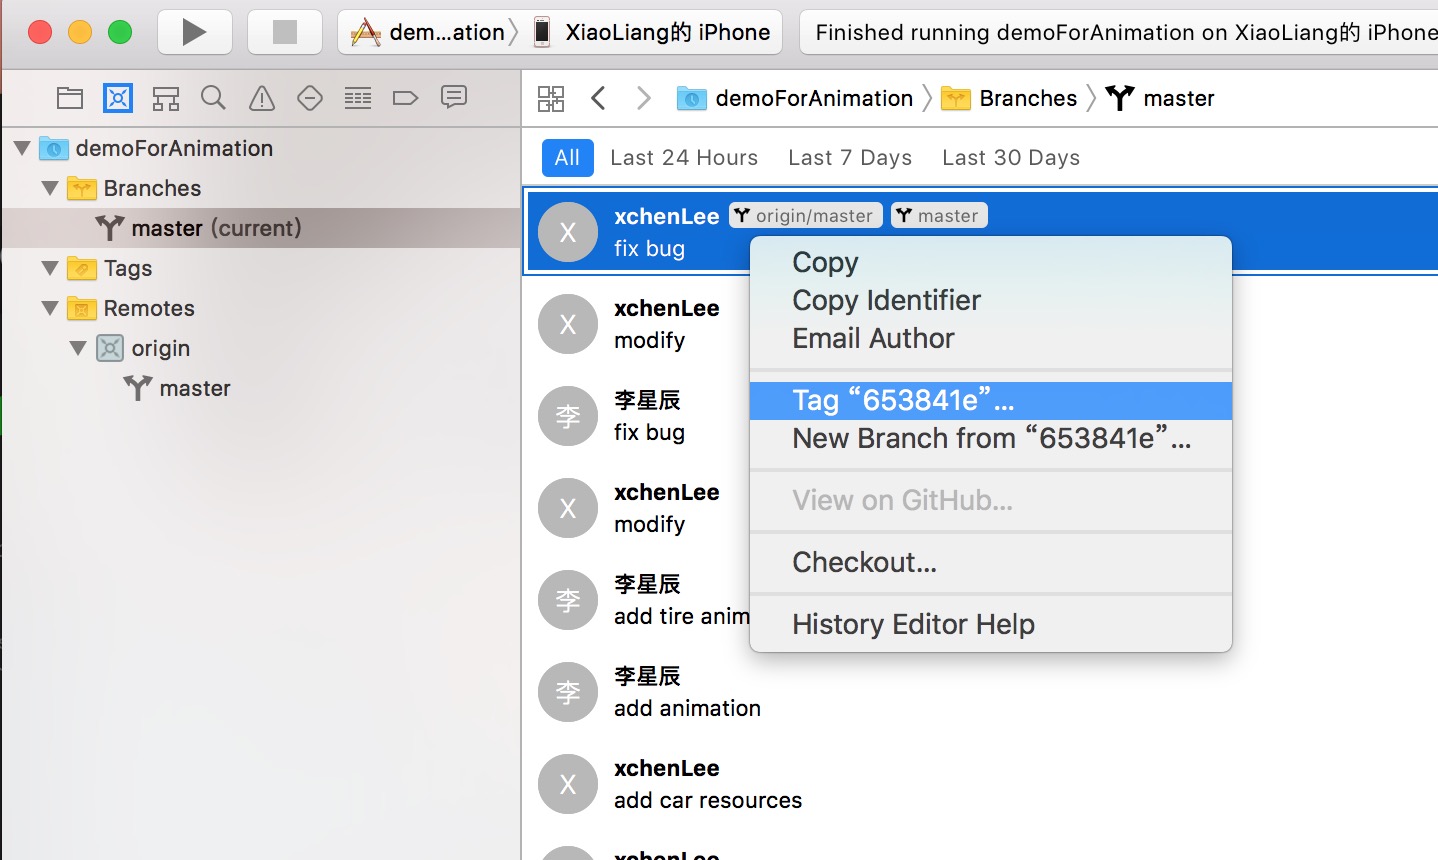 dem...ation
XiaoLiang的 iPhone
Finished running demoForAnimation on XiaoLiang的 iPhone
demoForAnimation
Branches
master (current)
Tags
Remotes
origin
master
demoForAnimation
Branches
master
All
Last 24 Hours
Last 7 Days
Last 30 Days
X
xchenLee
origin/master
master
fix bug
X
xchenLee
modify
李
李星辰
fix bug
X
xchenLee
modify
李
李星辰
add tire anim
李
李星辰
add animation
X
xchenLee
add car resources
xchenLee
Copy
Copy Identifier
Email Author
Tag “653841e”...
New Branch from “653841e”...
View on GitHub...
Checkout...
History Editor Help